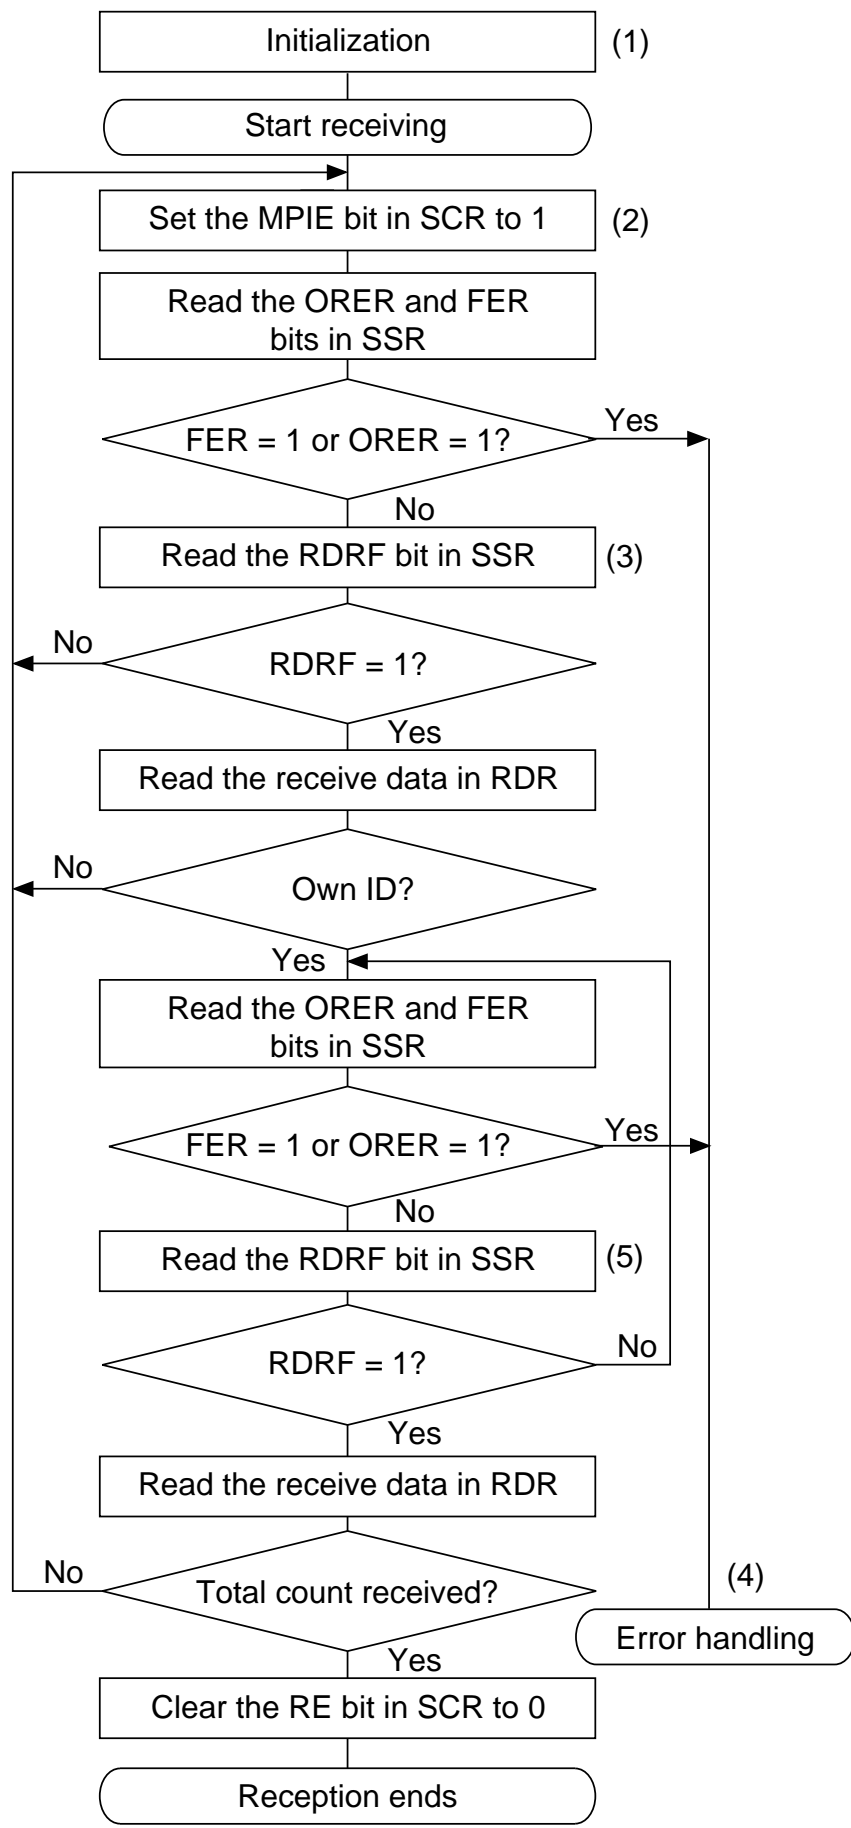 Initialization
(1)
Start receiving
Set the MPIE bit in SCR to 1
(2)
Read the ORER and FER
bits in SSR
FER = 1 or ORER = 1?
Yes
No
Read the RDRF bit in SSR
(3)
No
RDRF = 1?
Yes
Read the receive data in RDR
No
Own ID?
Yes
Read the ORER and FER
bits in SSR
FER = 1 or ORER = 1?
Yes
No
Read the RDRF bit in SSR
(5)
RDRF = 1?
No
Yes
Read the receive data in RDR
No
Total count received?
(4)
Error handling
Yes
Clear the RE bit in SCR to 0
Reception ends